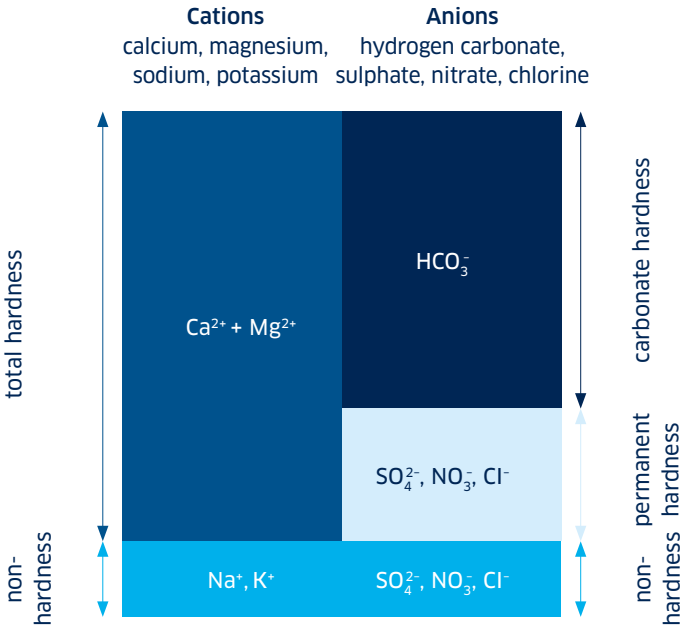 Cations
calcium, magnesium,
sodium, potassium
Anions
hydrogen carbonate,
sulphate, nitrate, chlorine
total hardness
non-
hardness
Ca²⁺ + Mg²⁺
Na⁺, K⁺
HCO₃⁻
SO₄²⁻, NO₃⁻, Cl⁻
SO₄²⁻, NO₃⁻, Cl⁻
carbonate hardness
permanent
hardness
non-
hardness